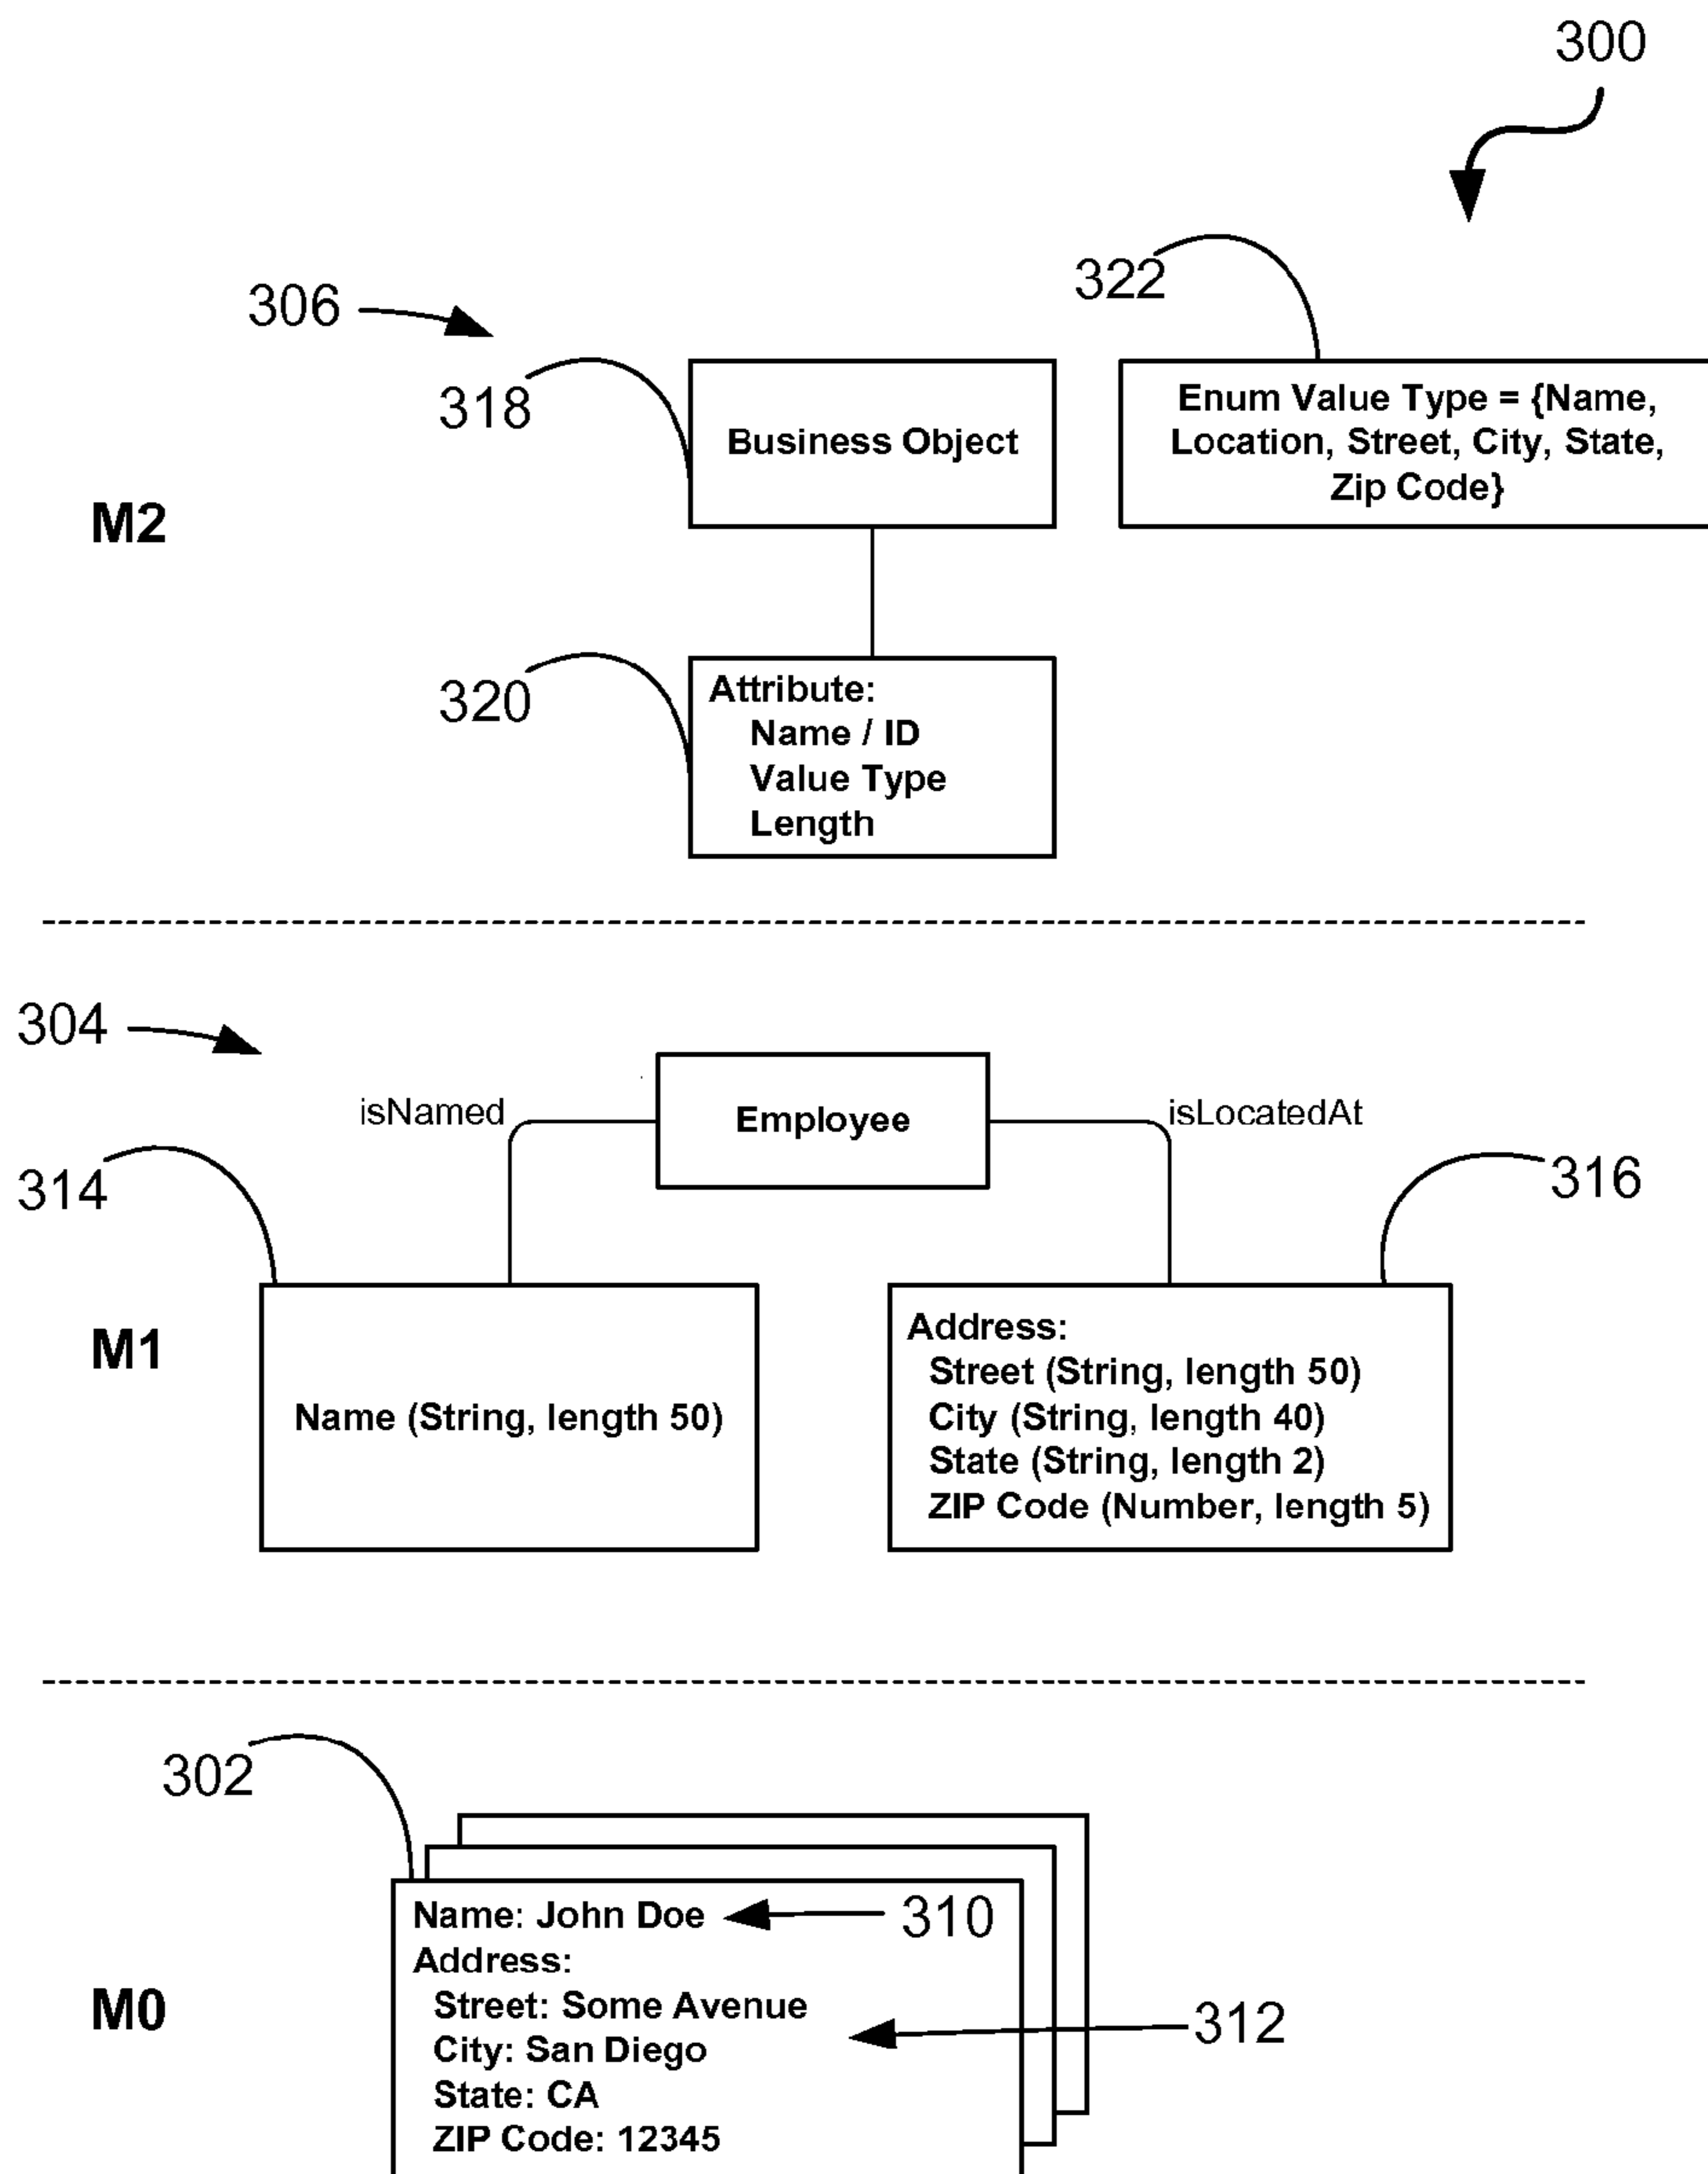 300
322
306
318
Business Object
Enum Value Type = {Name,
Location, Street, City, State,
Zip Code}
M2
320
Attribute:
Name / ID
Value Type
Length
304
isNamed
Employee
isLocatedAt
314
316
M1
Name (String, length 50)
Address:
Street (String, length 50)
City (String, length 40)
State (String, length 2)
ZIP Code (Number, length 5)
302
Name: John Doe
310
Address:
M0
Street: Some Avenue
312
City: San Diego
State: CA
ZIP Code: 12345